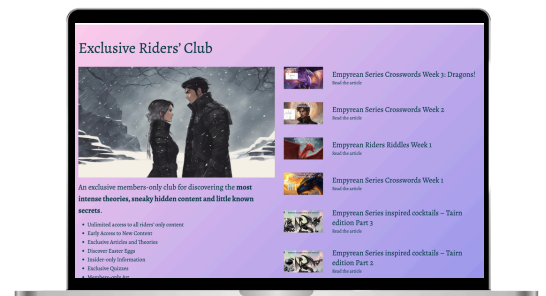 Exclusive Riders' Club
An exclusive members-only club for discovering the most
intense theories, sneaky hidden content and little known
secrets.
• Unlimited access to all riders' only content
• Early Access to New Content
• Exclusive Articles and Theories
• Discover Easter Eggs
• Insider-only Information
• Exclusive Quizzes
• Members-only Art
Empyrean Series Crosswords Week 3: Dragons!
Read the article
Empyrean Series Crosswords Week 2
Read the article
Empyrean Riders Riddles Week 1
Read the article
Empyrean Series Crosswords Week 1
Read the article
Empyrean Series inspired cocktails – Tairn
edition Part 3
Read the article
Empyrean Series inspired cocktails – Tairn
edition Part 2
Read the article